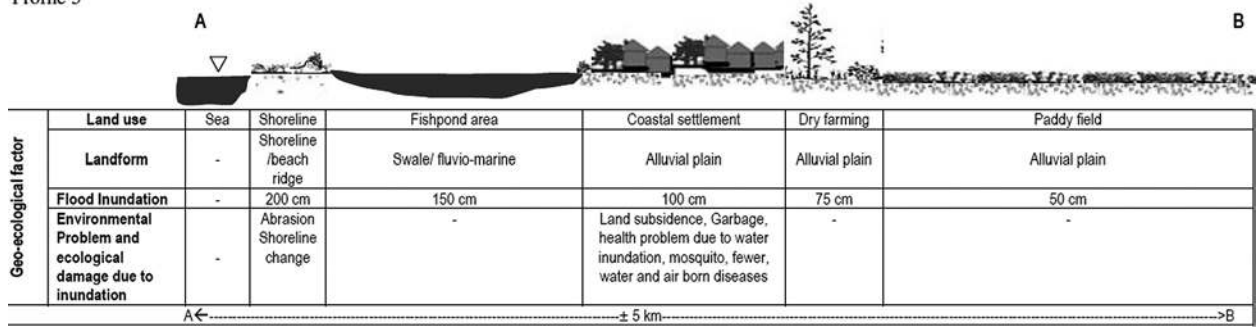 Profile 3
A B
Geo-ecological factor
Land use Sea Shoreline Fishpond area Coastal settlement Dry farming Paddy field
Landform - Shoreline /beach ridge Swale/ fluvio-marine Alluvial plain Alluvial plain Alluvial plain
Flood Inundation - 200 cm 150 cm 100 cm 75 cm 50 cm
Environmental Problem and ecological damage due to inundation - Abrasion Shoreline change - Land subsidence, Garbage, health problem due to water inundation, mosquito, fewer, water and air born diseases - -
A ± 5 km B